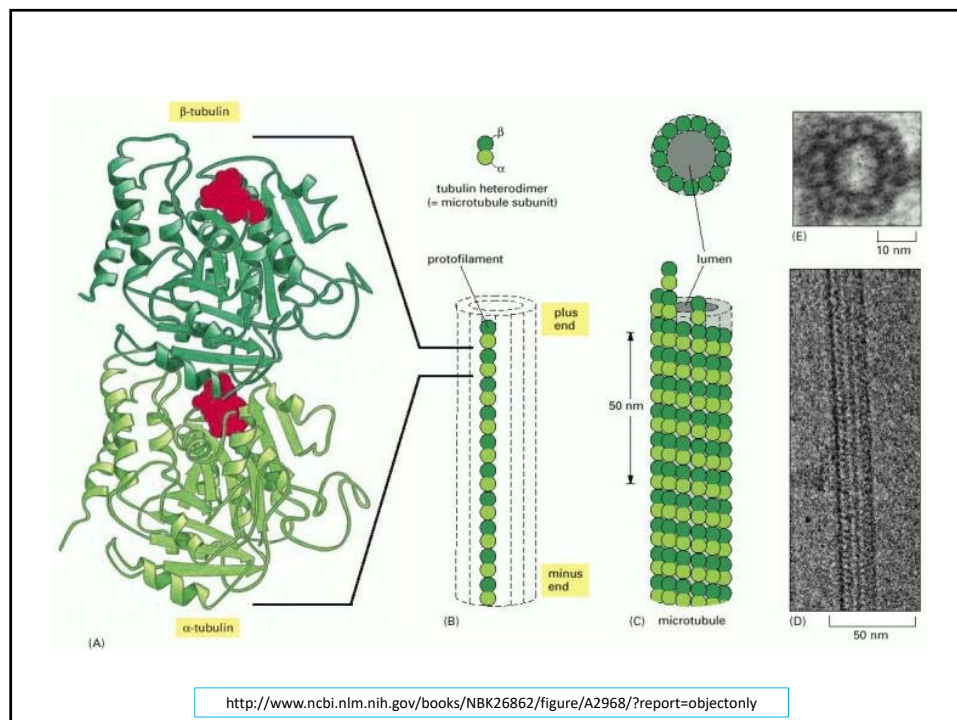 β-tubulin
α-tubulin
(A)
β
α
tubulin heterodimer
(= microtubule subunit)
protofilament
plus
end
minus
end
(B)
lumen
50 nm
(C)
microtubule
(E)
10 nm
(D)
50 nm
http://www.ncbi.nlm.nih.gov/books/NBK26862/figure/A2968/?report=objectonly